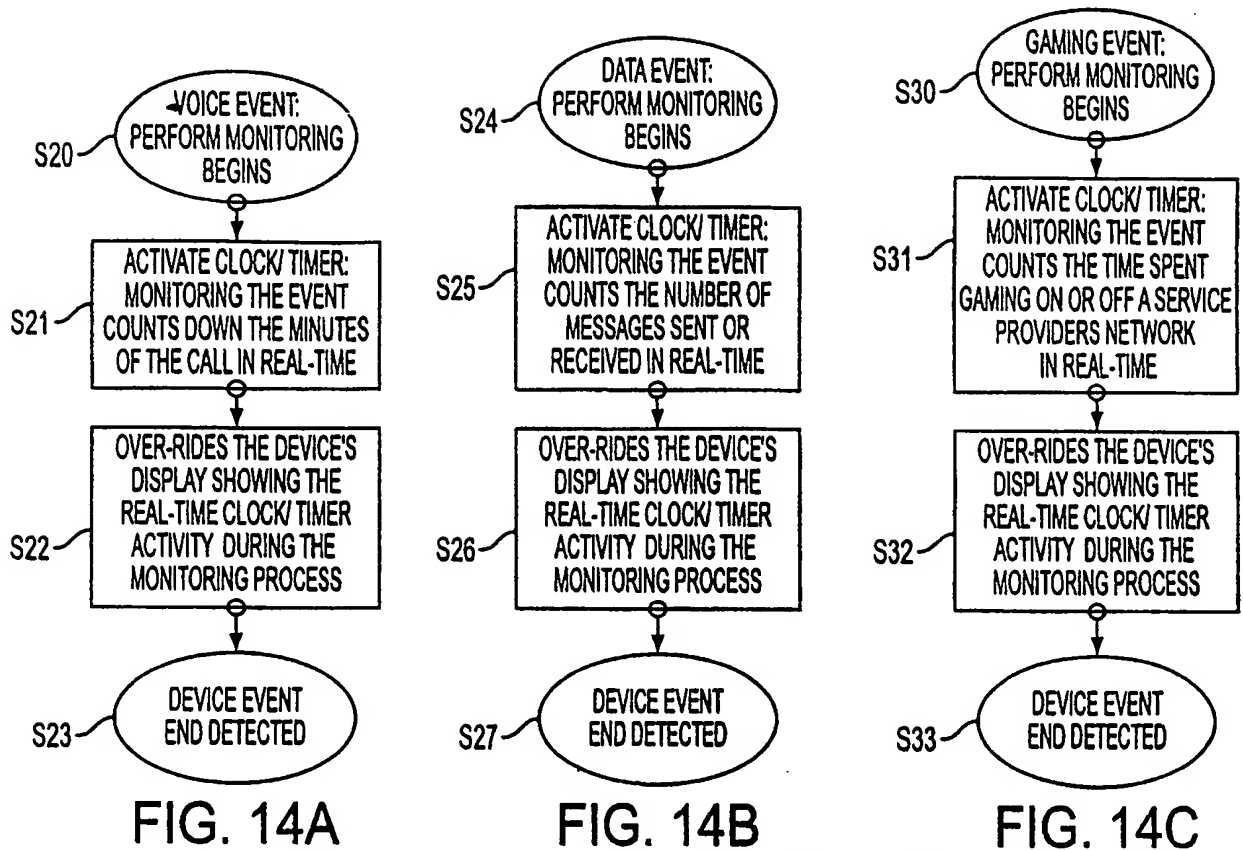 VOICE EVENT:
PERFORM MONITORING
BEGINS
S20
ACTIVATE CLOCK/ TIMER:
MONITORING THE EVENT
COUNTS DOWN THE MINUTES
OF THE CALL IN REAL-TIME
S21
OVER-RIDES THE DEVICE'S
DISPLAY SHOWING THE
REAL-TIME CLOCK/ TIMER
ACTIVITY DURING THE
MONITORING PROCESS
S22
DEVICE EVENT
END DETECTED
S23
FIG. 14A
DATA EVENT:
PERFORM MONITORING
BEGINS
S24
ACTIVATE CLOCK/ TIMER:
MONITORING THE EVENT
COUNTS THE NUMBER OF
MESSAGES SENT OR
RECEIVED IN REAL-TIME
S25
OVER-RIDES THE DEVICE'S
DISPLAY SHOWING THE
REAL-TIME CLOCK/ TIMER
ACTIVITY DURING THE
MONITORING PROCESS
S26
DEVICE EVENT
END DETECTED
S27
FIG. 14B
GAMING EVENT:
PERFORM MONITORING
BEGINS
S30
ACTIVATE CLOCK/ TIMER:
MONITORING THE EVENT
COUNTS THE TIME SPENT
GAMING ON OR OFF A SERVICE
PROVIDERS NETWORK
IN REAL-TIME
S31
OVER-RIDES THE DEVICE'S
DISPLAY SHOWING THE
REAL-TIME CLOCK/ TIMER
ACTIVITY DURING THE
MONITORING PROCESS
S32
DEVICE EVENT
END DETECTED
S33
FIG. 14C